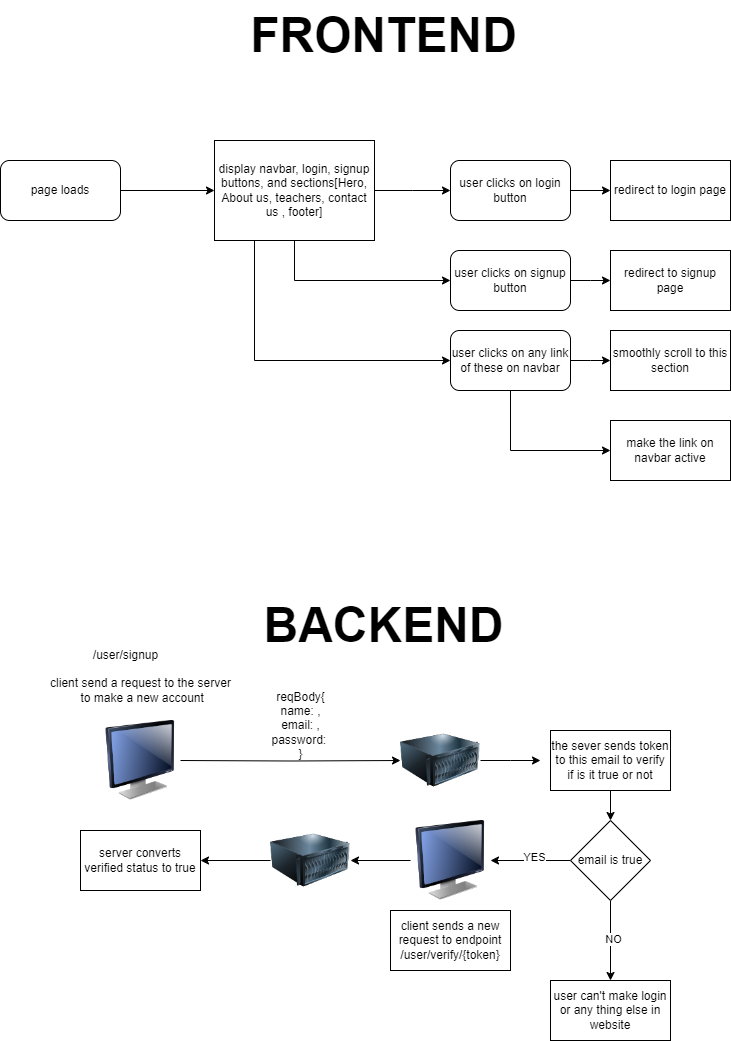 FRONTEND
page loads
display navbar, login, signup
buttons, and sections[Hero,
About us, teachers, contact
us , footer]
user clicks on login
button
redirect to login page
user clicks on signup
button
redirect to signup
page
user clicks on any link
of these on navbar
smoothly scroll to this
section
make the link on
navbar active
BACKEND
/user/signup
client send a request to the server
to make a new account
reqBody{
name: ,
email: ,
password:
}
the sever sends token
to this email to verify
if is it true or not
email is true
YES
server converts
verified status to true
client sends a new
request to endpoint
/user/verify/{token}
NO
user can't make login
or any thing else in
website